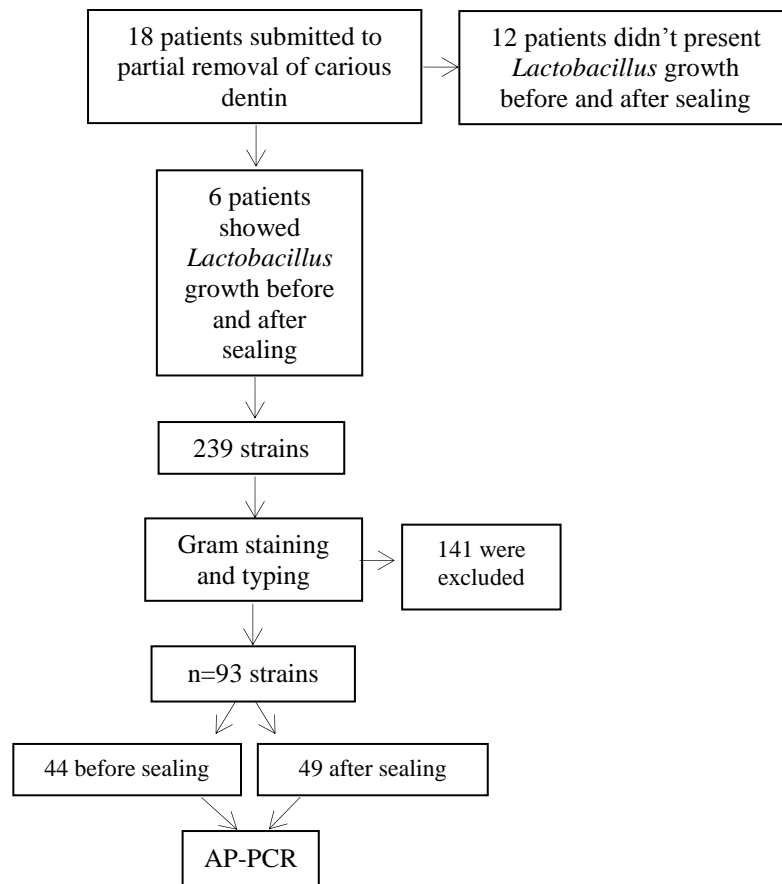 18 patients submitted to
partial removal of carious
dentin
12 patients didn't present
Lactobacillus growth
before and after sealing
6 patients
showed
Lactobacillus
growth before
and after
sealing
239 strains
Gram staining
and typing
141 were
excluded
n=93 strains
44 before sealing
49 after sealing
AP-PCR